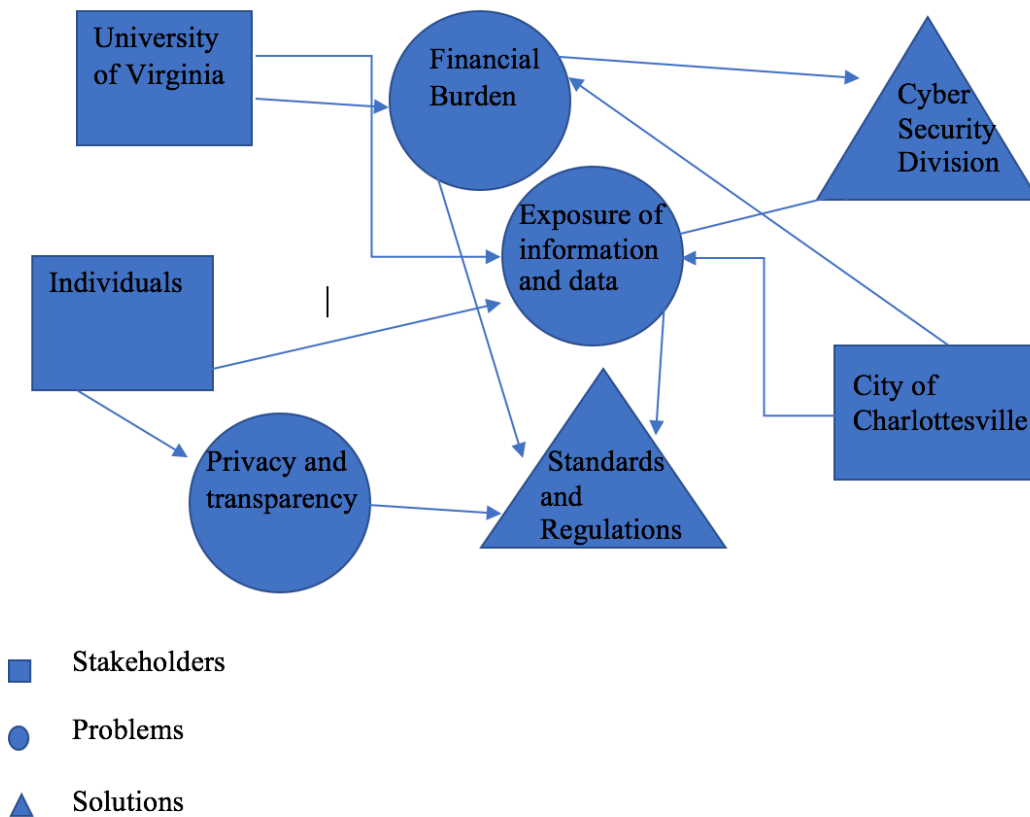 University
of Virginia
Financial
Burden
Cyber
Security
Division
Exposure of
information
and data
Individuals
City of
Charlottesville
Privacy and
transparency
Standards
and
Regulations
Stakeholders
Problems
Solutions